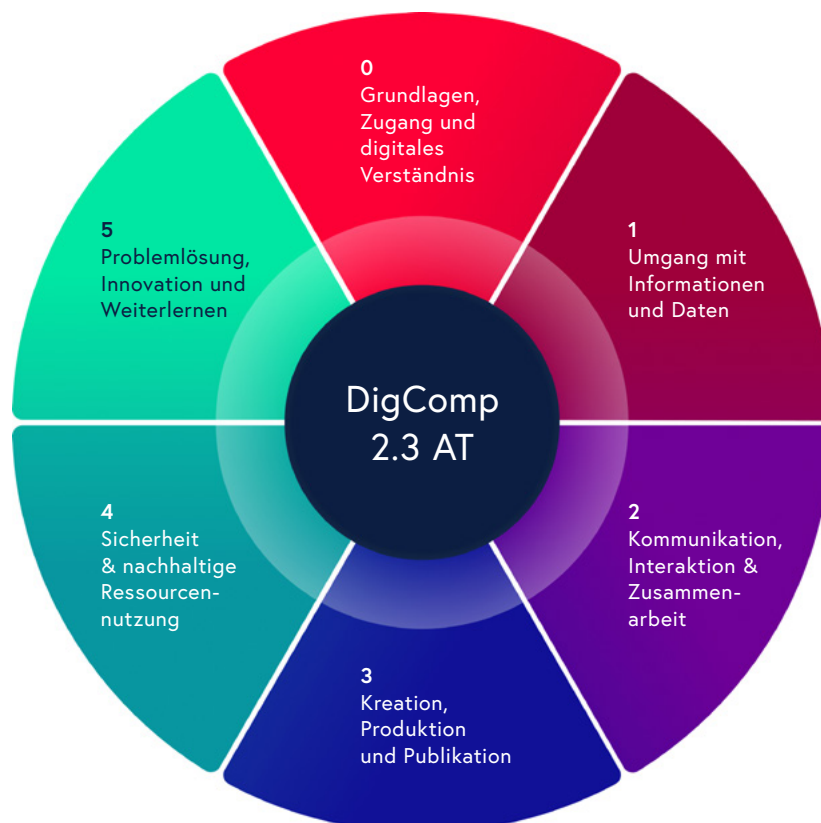 0
Grundlagen,
Zugang und
digitales
Verständnis
1
Umgang mit
Informationen
und Daten
2
Kommunikation,
Interaktion &
Zusammen-
arbeit
3
Kreation,
Produktion
und Publikation
4
Sicherheit
& nachhaltige
Ressourcen-
nutzung
5
Problemlösung,
Innovation und
Weiterlernen
DigComp
2.3 AT